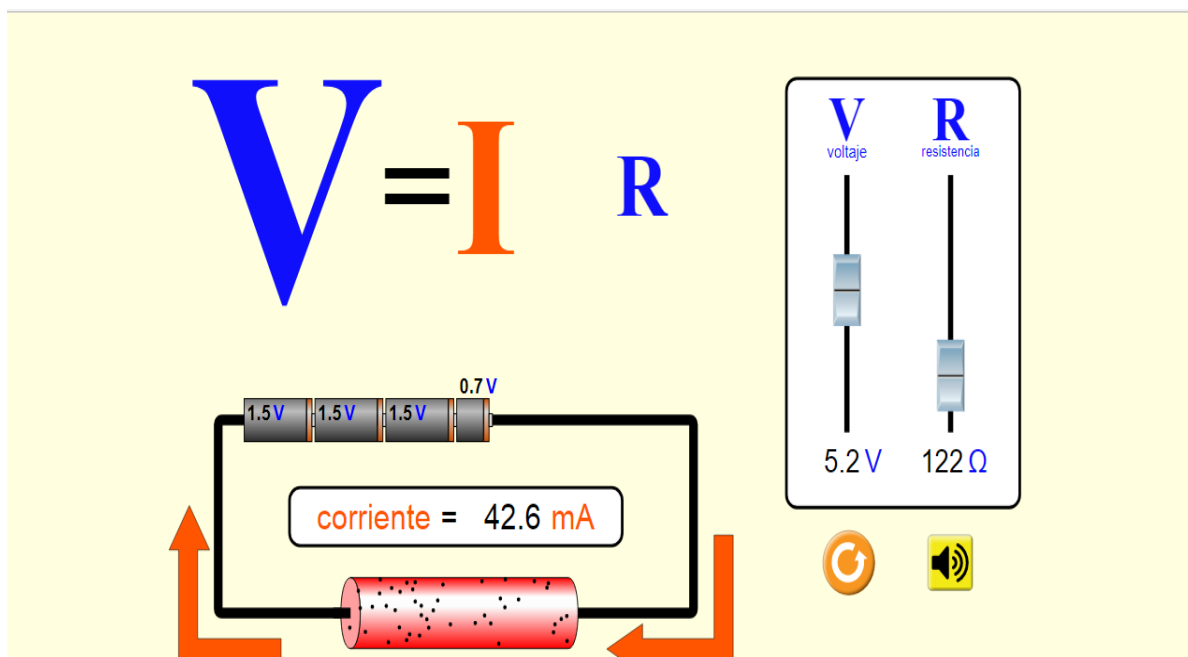 V = I R
V R
voltaje resistencia
5.2 V 122 Ω
0.7 V
1.5 V 1.5 V 1.5 V
corriente = 42.6 mA